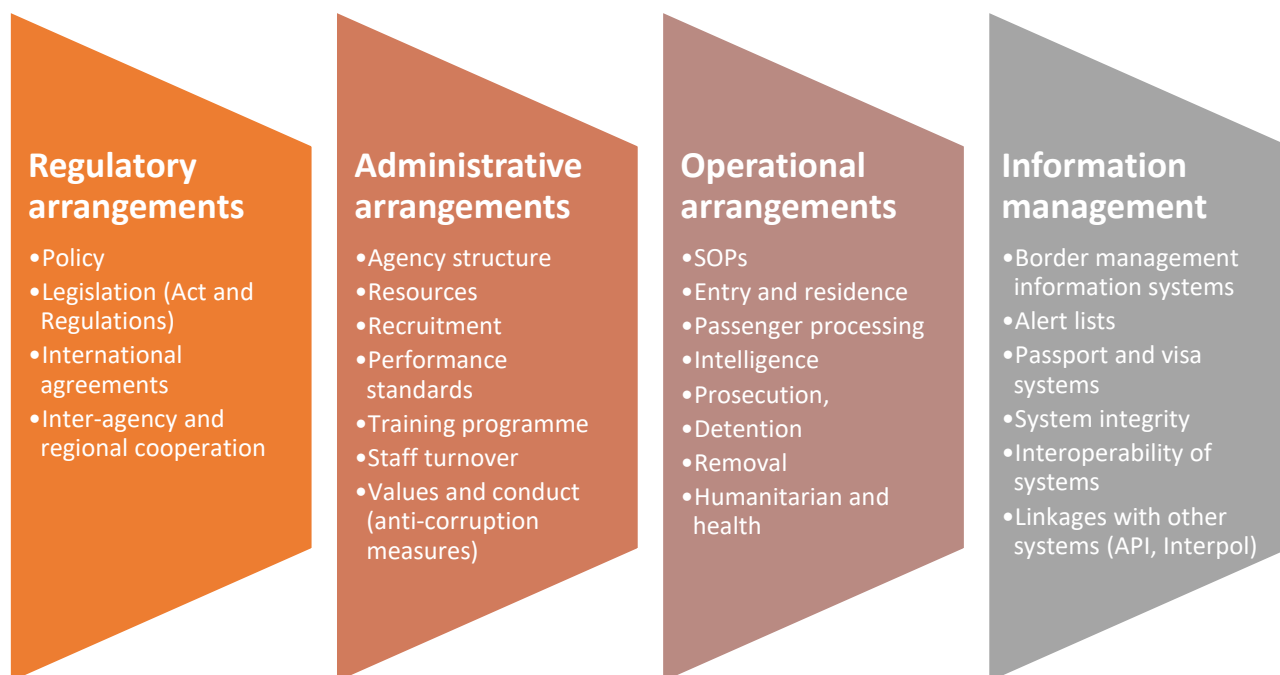 Regulatory
arrangements
•Policy
•Legislation (Act and
Regulations)
•International
agreements
•Inter-agency and
regional cooperation
Administrative
arrangements
•Agency structure
•Resources
•Recruitment
•Performance
standards
•Training programme
•Staff turnover
•Values and conduct
(anti-corruption
measures)
Operational
arrangements
•SOPs
•Entry and residence
•Passenger processing
•Intelligence
•Prosecution,
•Detention
•Removal
•Humanitarian and
health
Information
management
•Border management
information systems
•Alert lists
•Passport and visa
systems
•System integrity
•Interoperability of
systems
•Linkages with other
systems (API, Interpol)